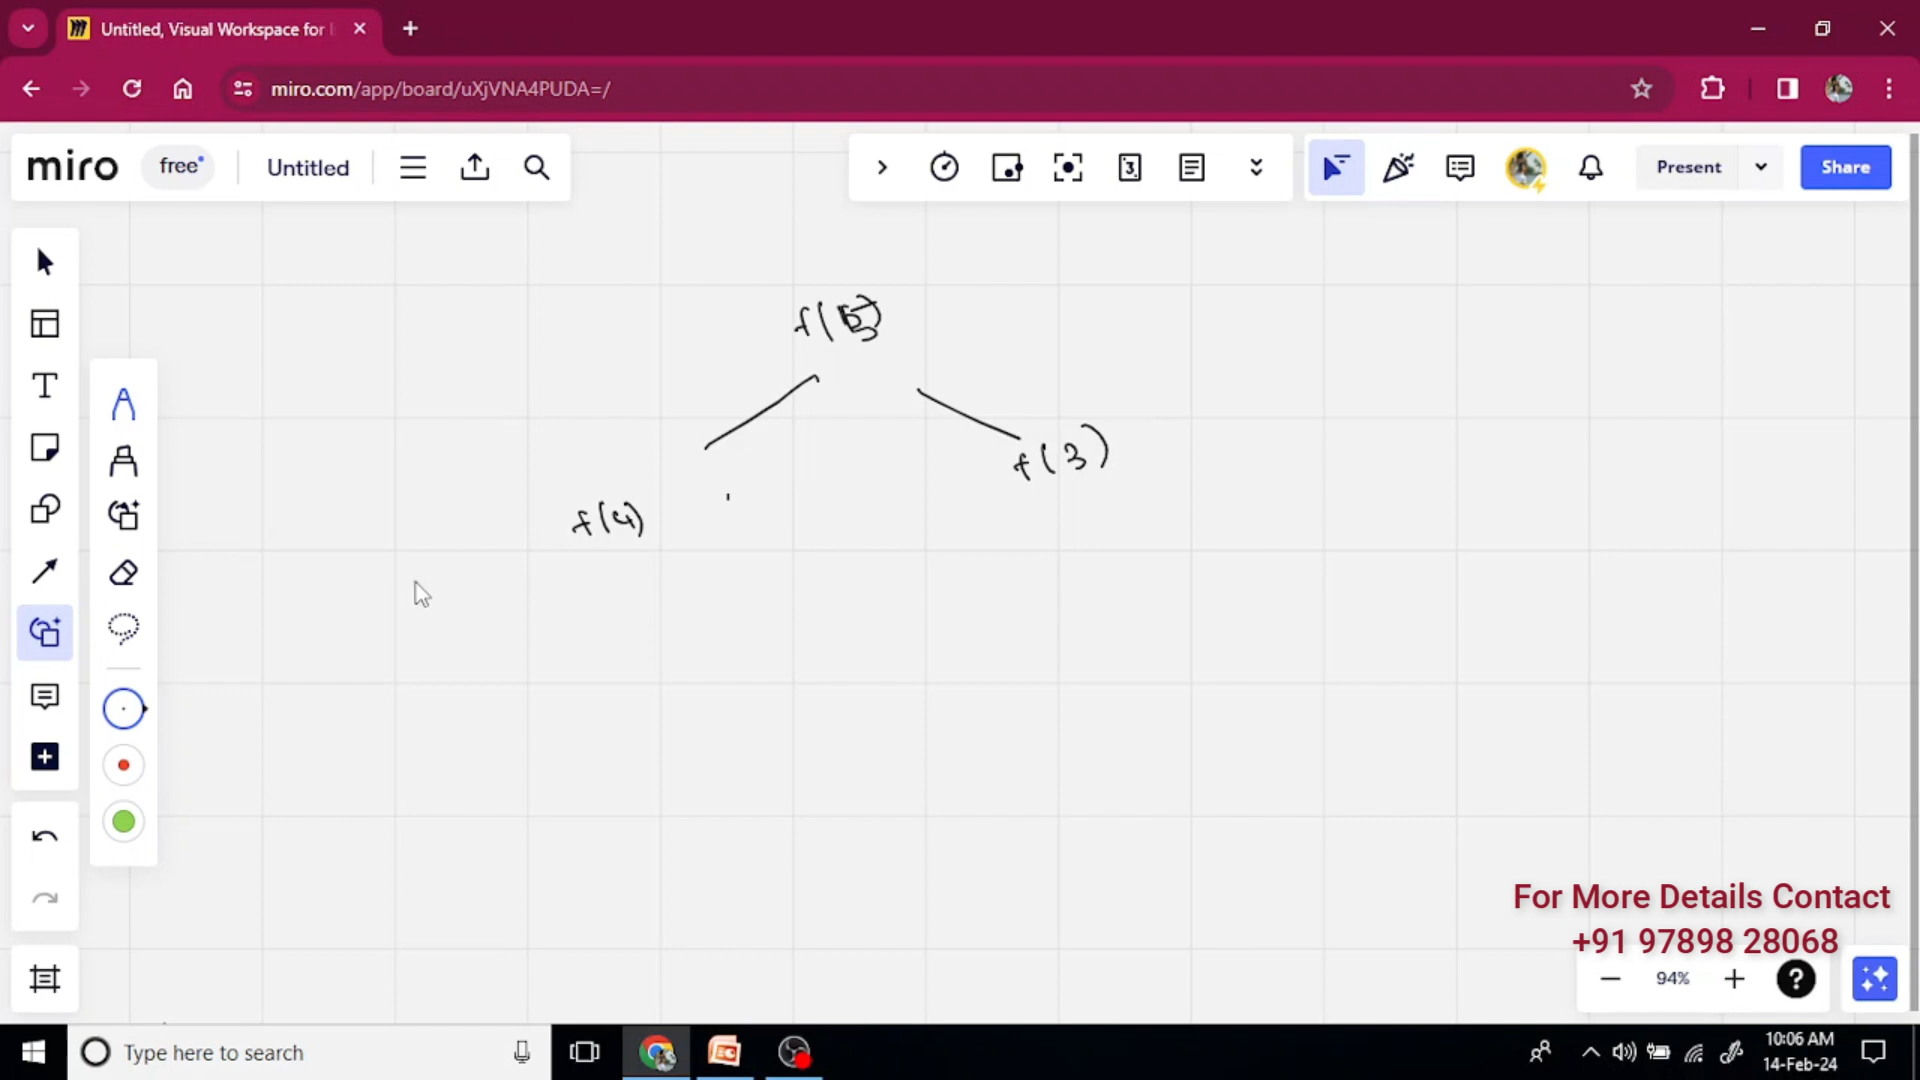 Untitled, Visual Workspace for
miro.com/app/board/uXjVNA4PUDA=/
miro free Untitled
3
Present Share
T
f(5)
f(3)
f(4)
For More Details Contact
+91 97898 28068
94% ?
Type here to search
10:06 AM
14-Feb-24